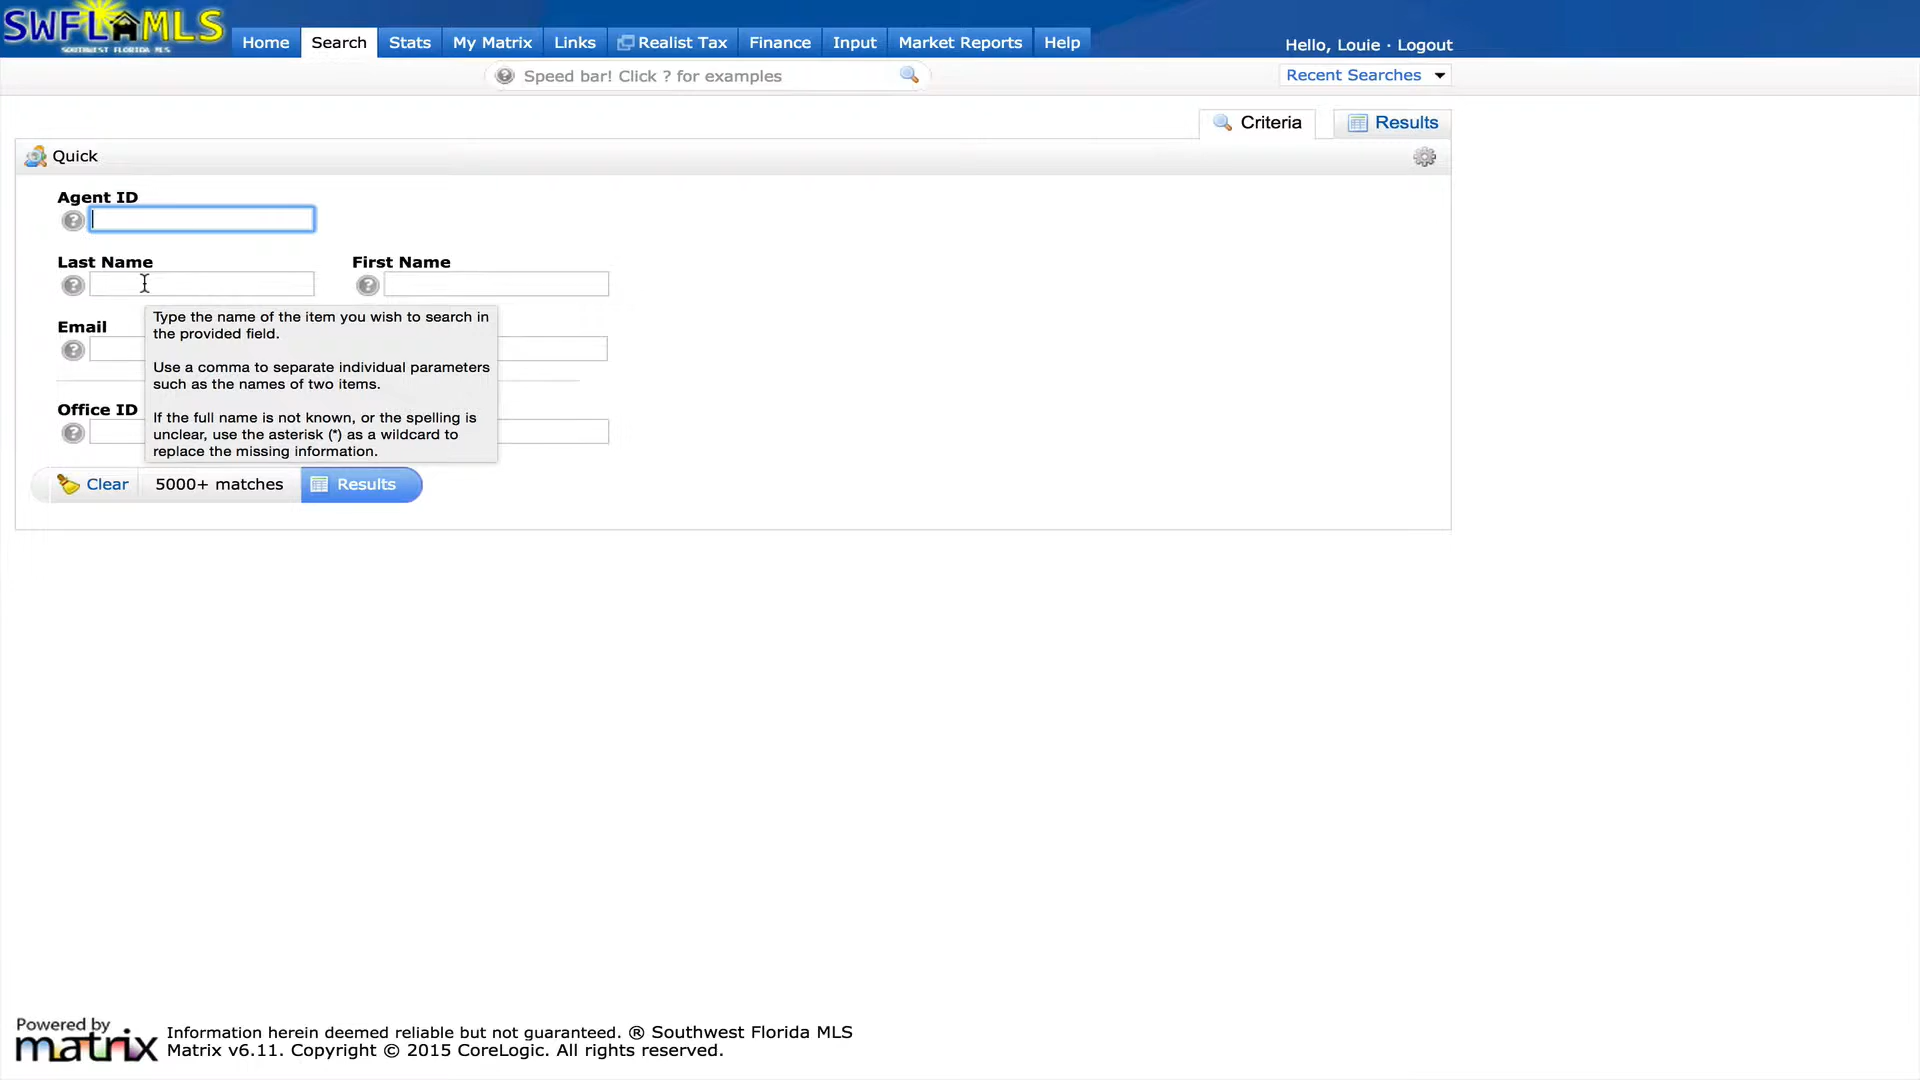 SWFLAMLS
SOUTHWEST FLORIDA MLS
Home Search Stats My Matrix Links Realist Tax Finance Input Market Reports Help
Hello, Louie · Logout
? Speed bar! Click ? for examples
Recent Searches
Criteria
Results
Quick
Agent ID
?
Last Name First Name
? ?
Type the name of the item you wish to search in
the provided field.
Use a comma to separate individual parameters
such as the names of two items.
If the full name is not known, or the spelling is
unclear, use the asterisk (*) as a wildcard to
replace the missing information.
Email
?
Office ID
?
Clear 5000+ matches Results
Powered by
matrix
Information herein deemed reliable but not guaranteed. ® Southwest Florida MLS
Matrix v6.11. Copyright © 2015 CoreLogic. All rights reserved.